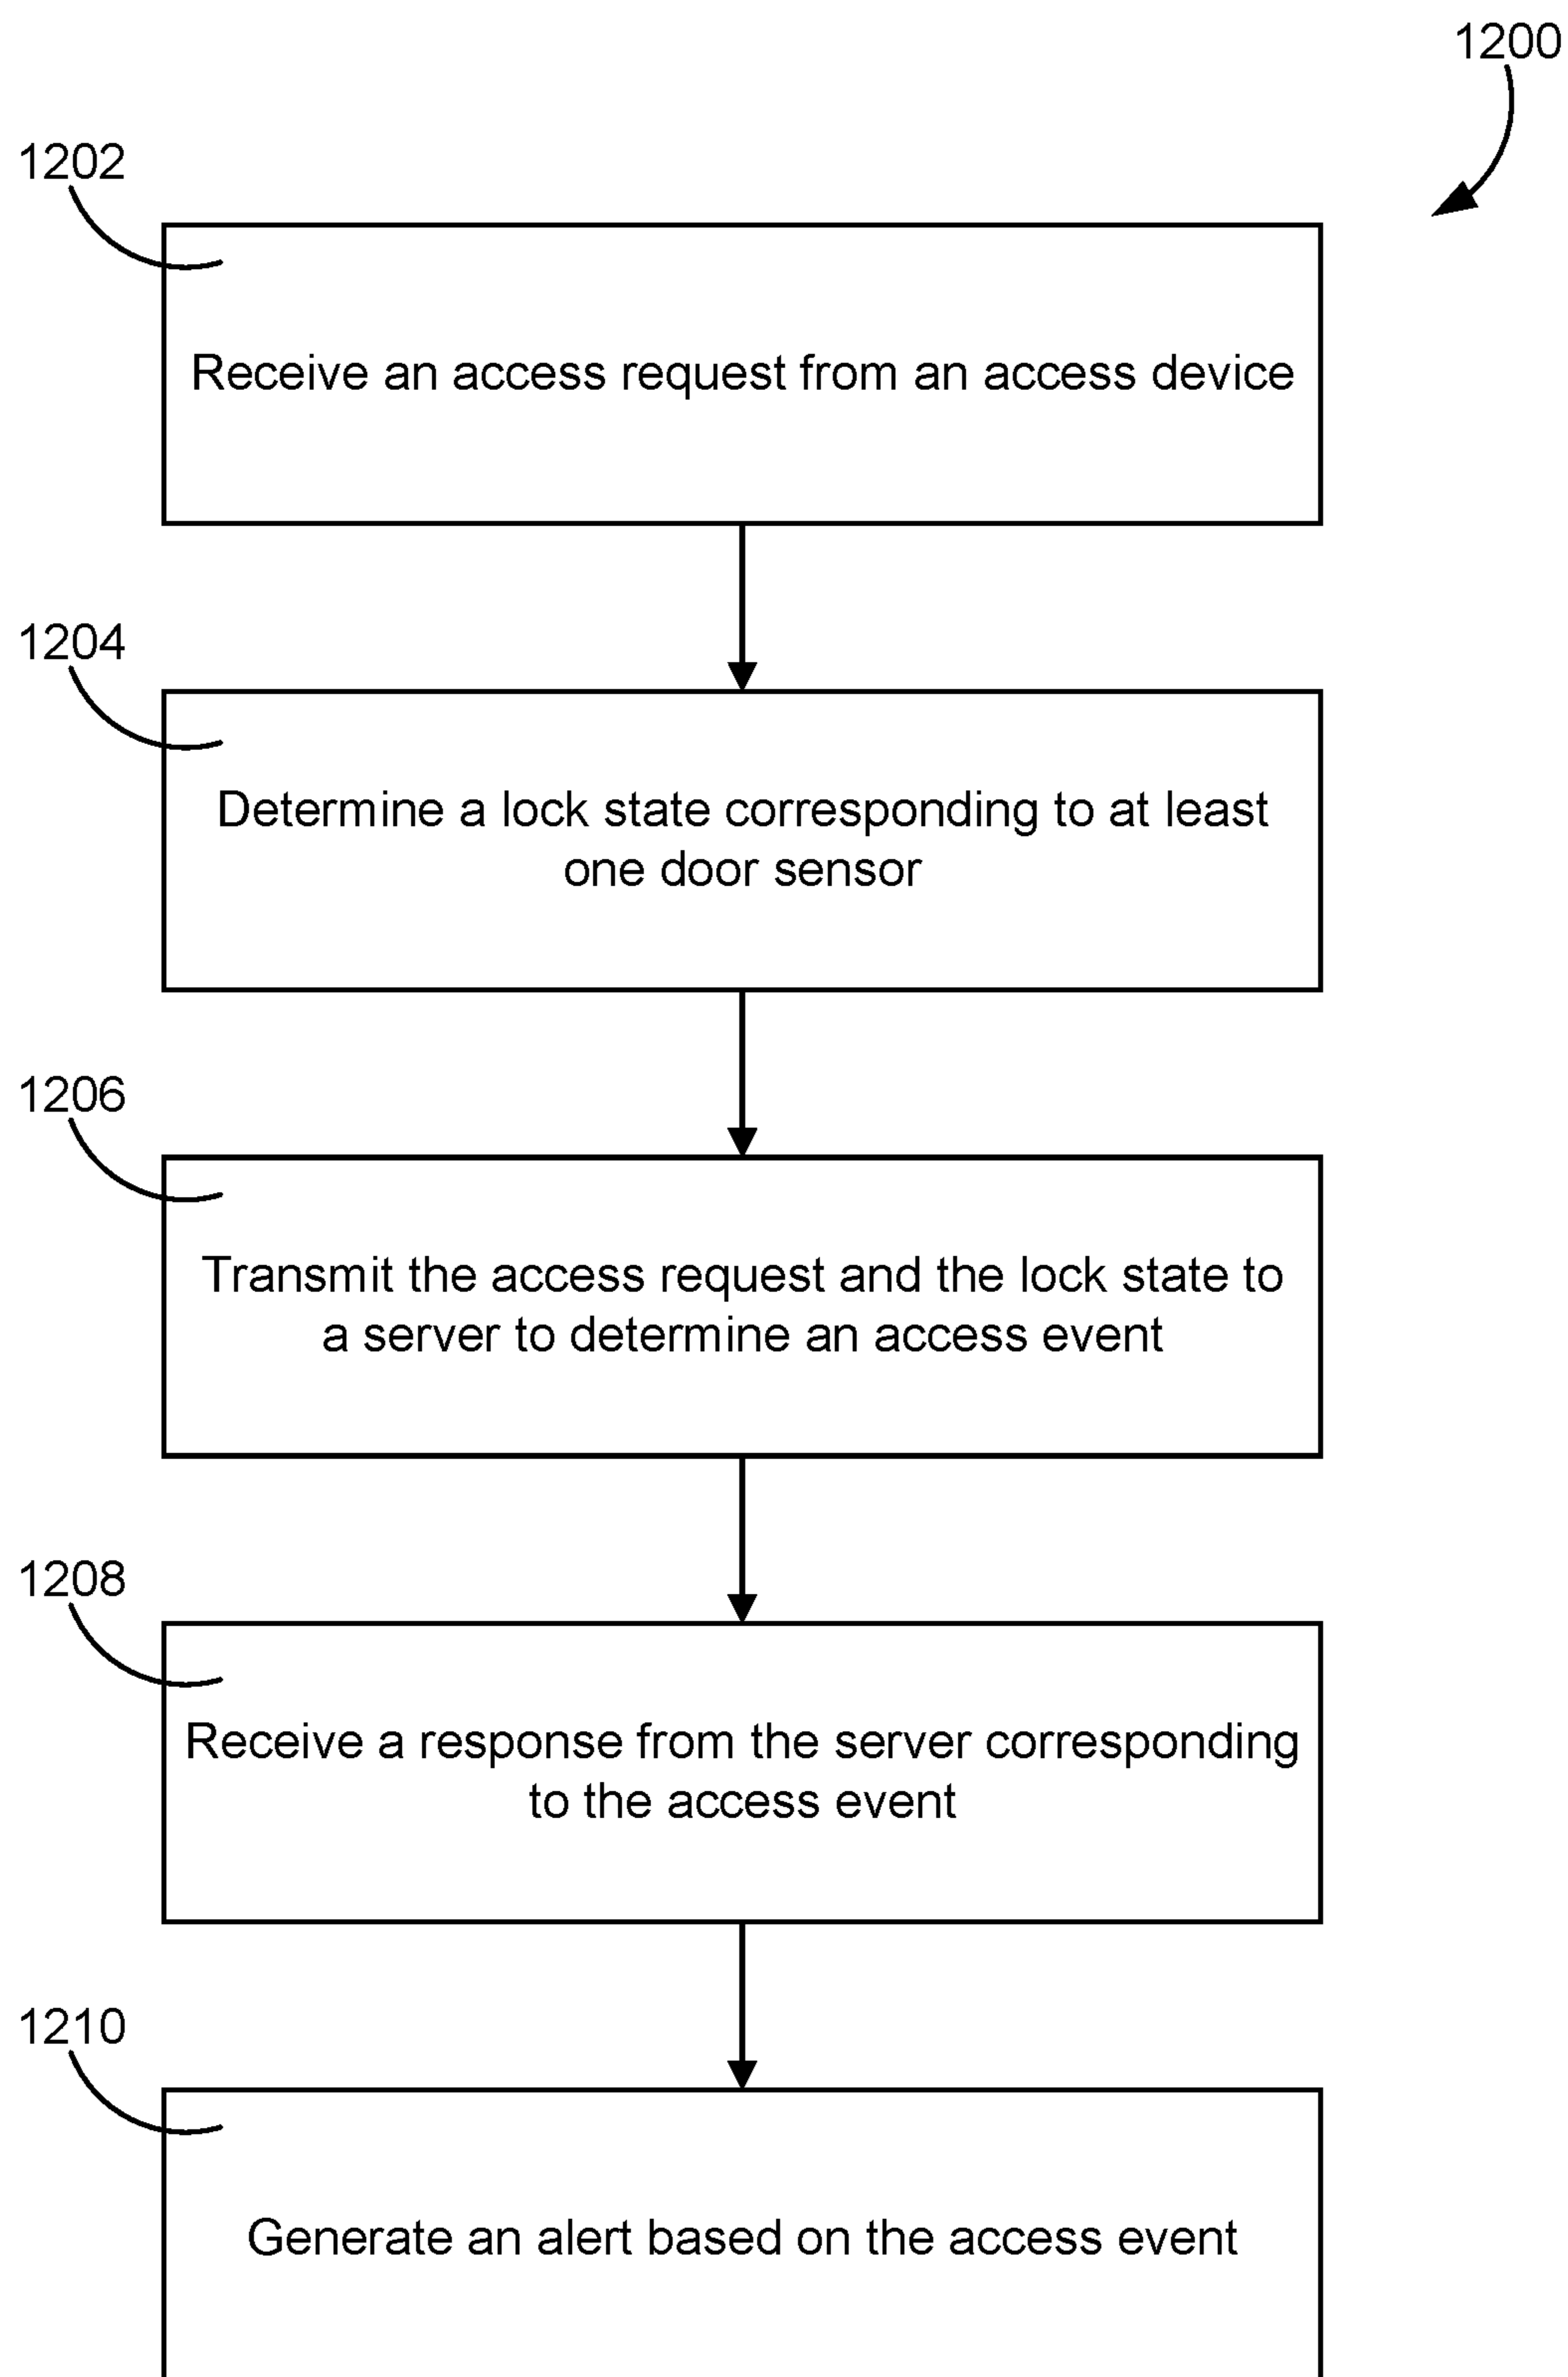 1200
1202
Receive an access request from an access device
1204
Determine a lock state corresponding to at least
one door sensor
1206
Transmit the access request and the lock state to
a server to determine an access event
1208
Receive a response from the server corresponding
to the access event
1210
Generate an alert based on the access event